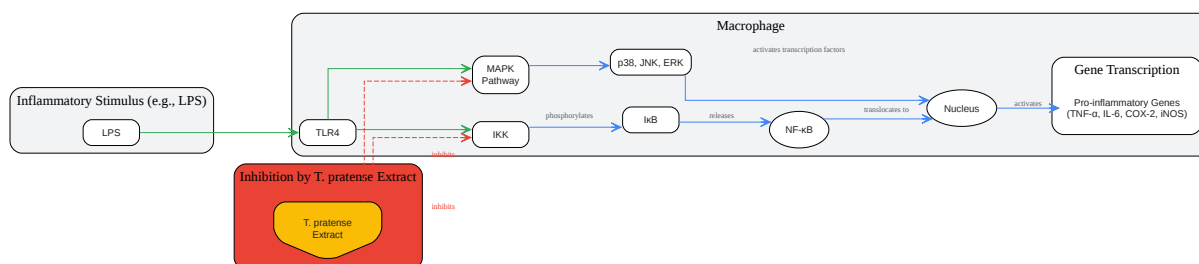 Macrophage
Inflammatory Stimulus (e.g., LPS)
LPS
TLR4
MAPK
Pathway
p38, JNK, ERK
activates transcription factors
IKK
phosphorylates
IκB
releases
NF-κB
translocates to
Nucleus
activates
Gene Transcription
Pro-inflammatory Genes
(TNF-α, IL-6, COX-2, iNOS)
inhibits
Inhibition by T. pratense Extract
inhibits
T. pratense
Extract